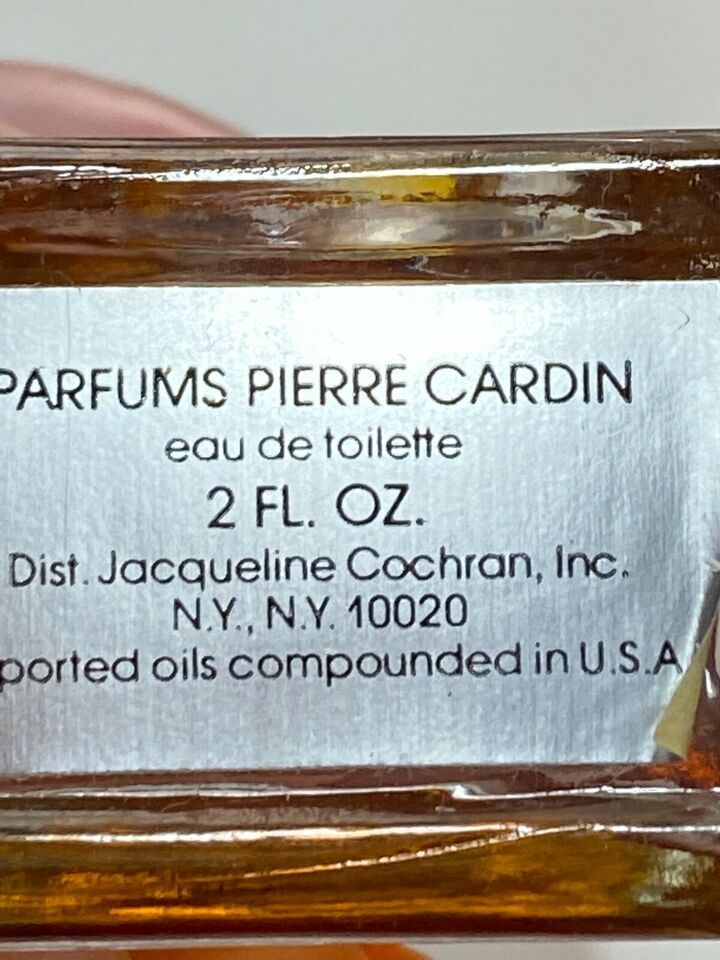 PARFUMS PIERRE CARDIN
eau de toilette
2 FL. OZ.
Dist. Jacqueline Cochran, Inc.
N.Y., N.Y. 10020
ported oils compounded in U.S.A